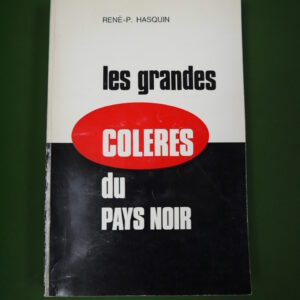 RENÉ-P. HASQUIN
les grandes
COLERES
du
PAYS NOIR